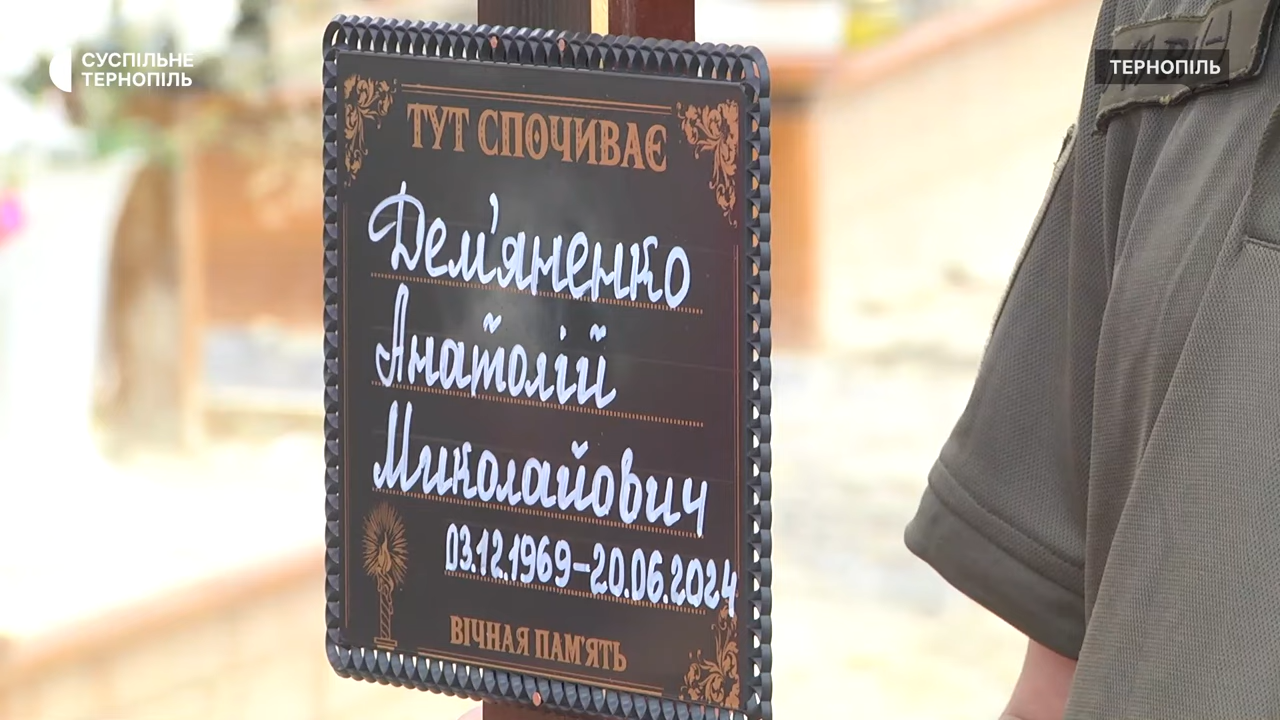 СУСПІЛЬНЕ
ТЕРНОПІЛЬ
ТЕРНОПІЛЬ
ТУТ СПОЧИВАЄ
Дем'яненко
Анатолій
Миколайович
03.12.1969-20.06.2024
ВІЧНАЯ ПАМ'ЯТЬ